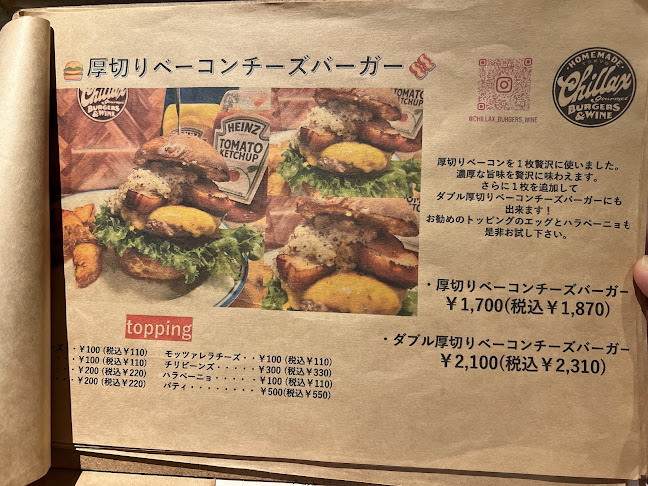 厚切りベーコンチーズバーガー
@CHILLAX_BURGERS_WINE
HOMEMADE
TOKYO
Chillax
Gourmet
BURGERS
&WINE
Chillax
BURGERS
&WINE
HEINZ
TOMATO
KETCHUP
TOMATO
KETCHUP
厚切りベーコンを1枚贅沢に使いました。
濃厚な旨味を贅沢に味わえます。
さらに1枚を追加して
ダブル厚切りベーコンチーズバーガーにも
出来ます！
お勧めのトッピングのエッグとハラペーニョも
是非お試し下さい。
・厚切りベーコンチーズバーガー
￥1,700(税込￥1,870)
・ダブル厚切りベーコンチーズバーガー
￥2,100(税込￥2,310)
topping
ズ・・￥100 (税込￥110)
・・￥100 (税込￥110)
・・￥200 (税込￥220)
・・￥200 (税込￥220)
モッツァレラチーズ・・￥100 (税込￥110)
チリビーンズ・・・・・￥300 (税込￥330)
ハラペーニョ・・・・・￥100 (税込￥110)
パティ・・・・・・・・￥500(税込￥550)